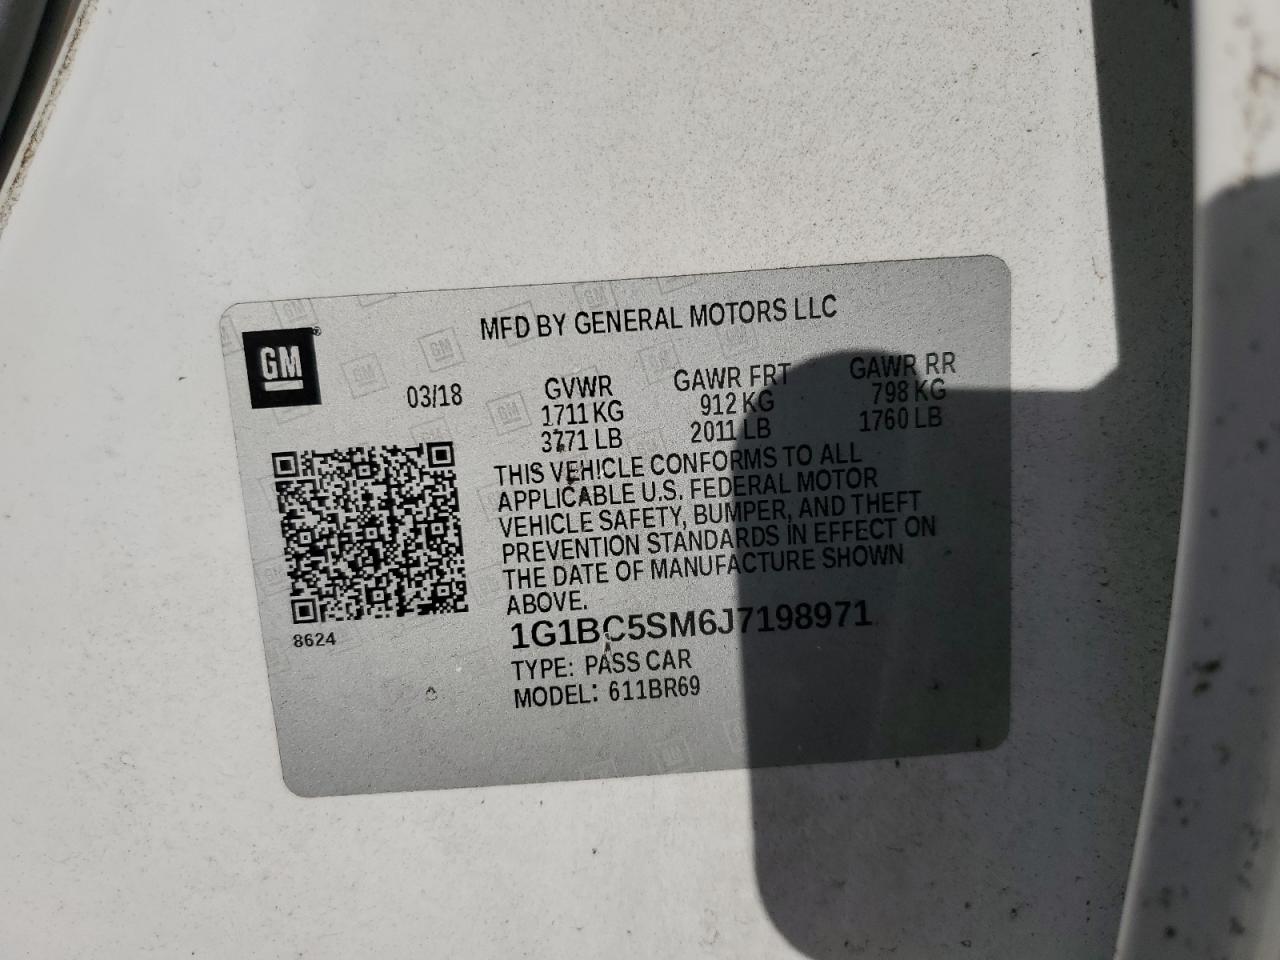 MFD BY GENERAL MOTORS LLC
GM®
03/18
GVWR GAWR FRT GAWR RR
1711 KG 912 KG 798 KG
3771 LB 2011 LB 1760 LB
THIS VEHICLE CONFORMS TO ALL
APPLICABLE U.S. FEDERAL MOTOR
VEHICLE SAFETY, BUMPER, AND THEFT
PREVENTION STANDARDS IN EFFECT ON
THE DATE OF MANUFACTURE SHOWN
ABOVE.
1G1BC5SM6J7198971
8624
TYPE: PASS CAR
MODEL: 611BR69